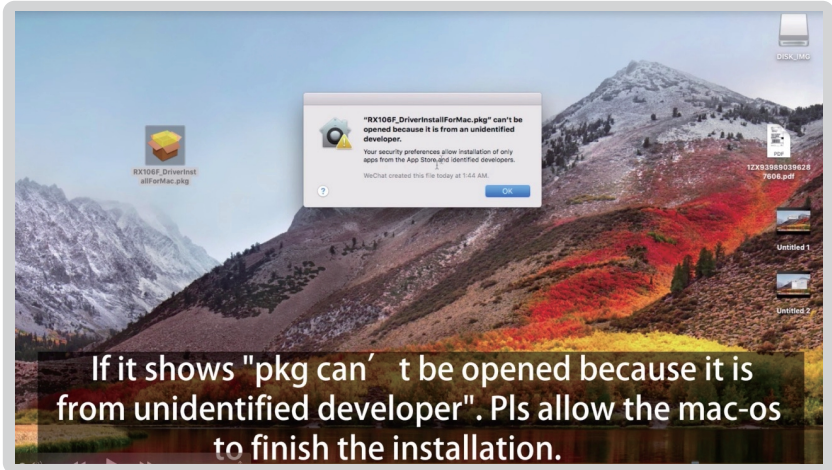 DISK_IMG
"RX106F_DriverInstallForMac.pkg" can't be
opened because it is from an unidentified
developer.
Your security preferences allow installation of only
apps from the App Store and identified developers.
WeChat created this file today at 1:44 AM.
?
OK
RX106F_DriverInst
allForMac.pkg
PDF
1ZX93989039628
7606.pdf
Untitled 1
Untitled 2
If it shows "pkg can’t be opened because it is
from unidentified developer". Pls allow the mac-os
to finish the installation.